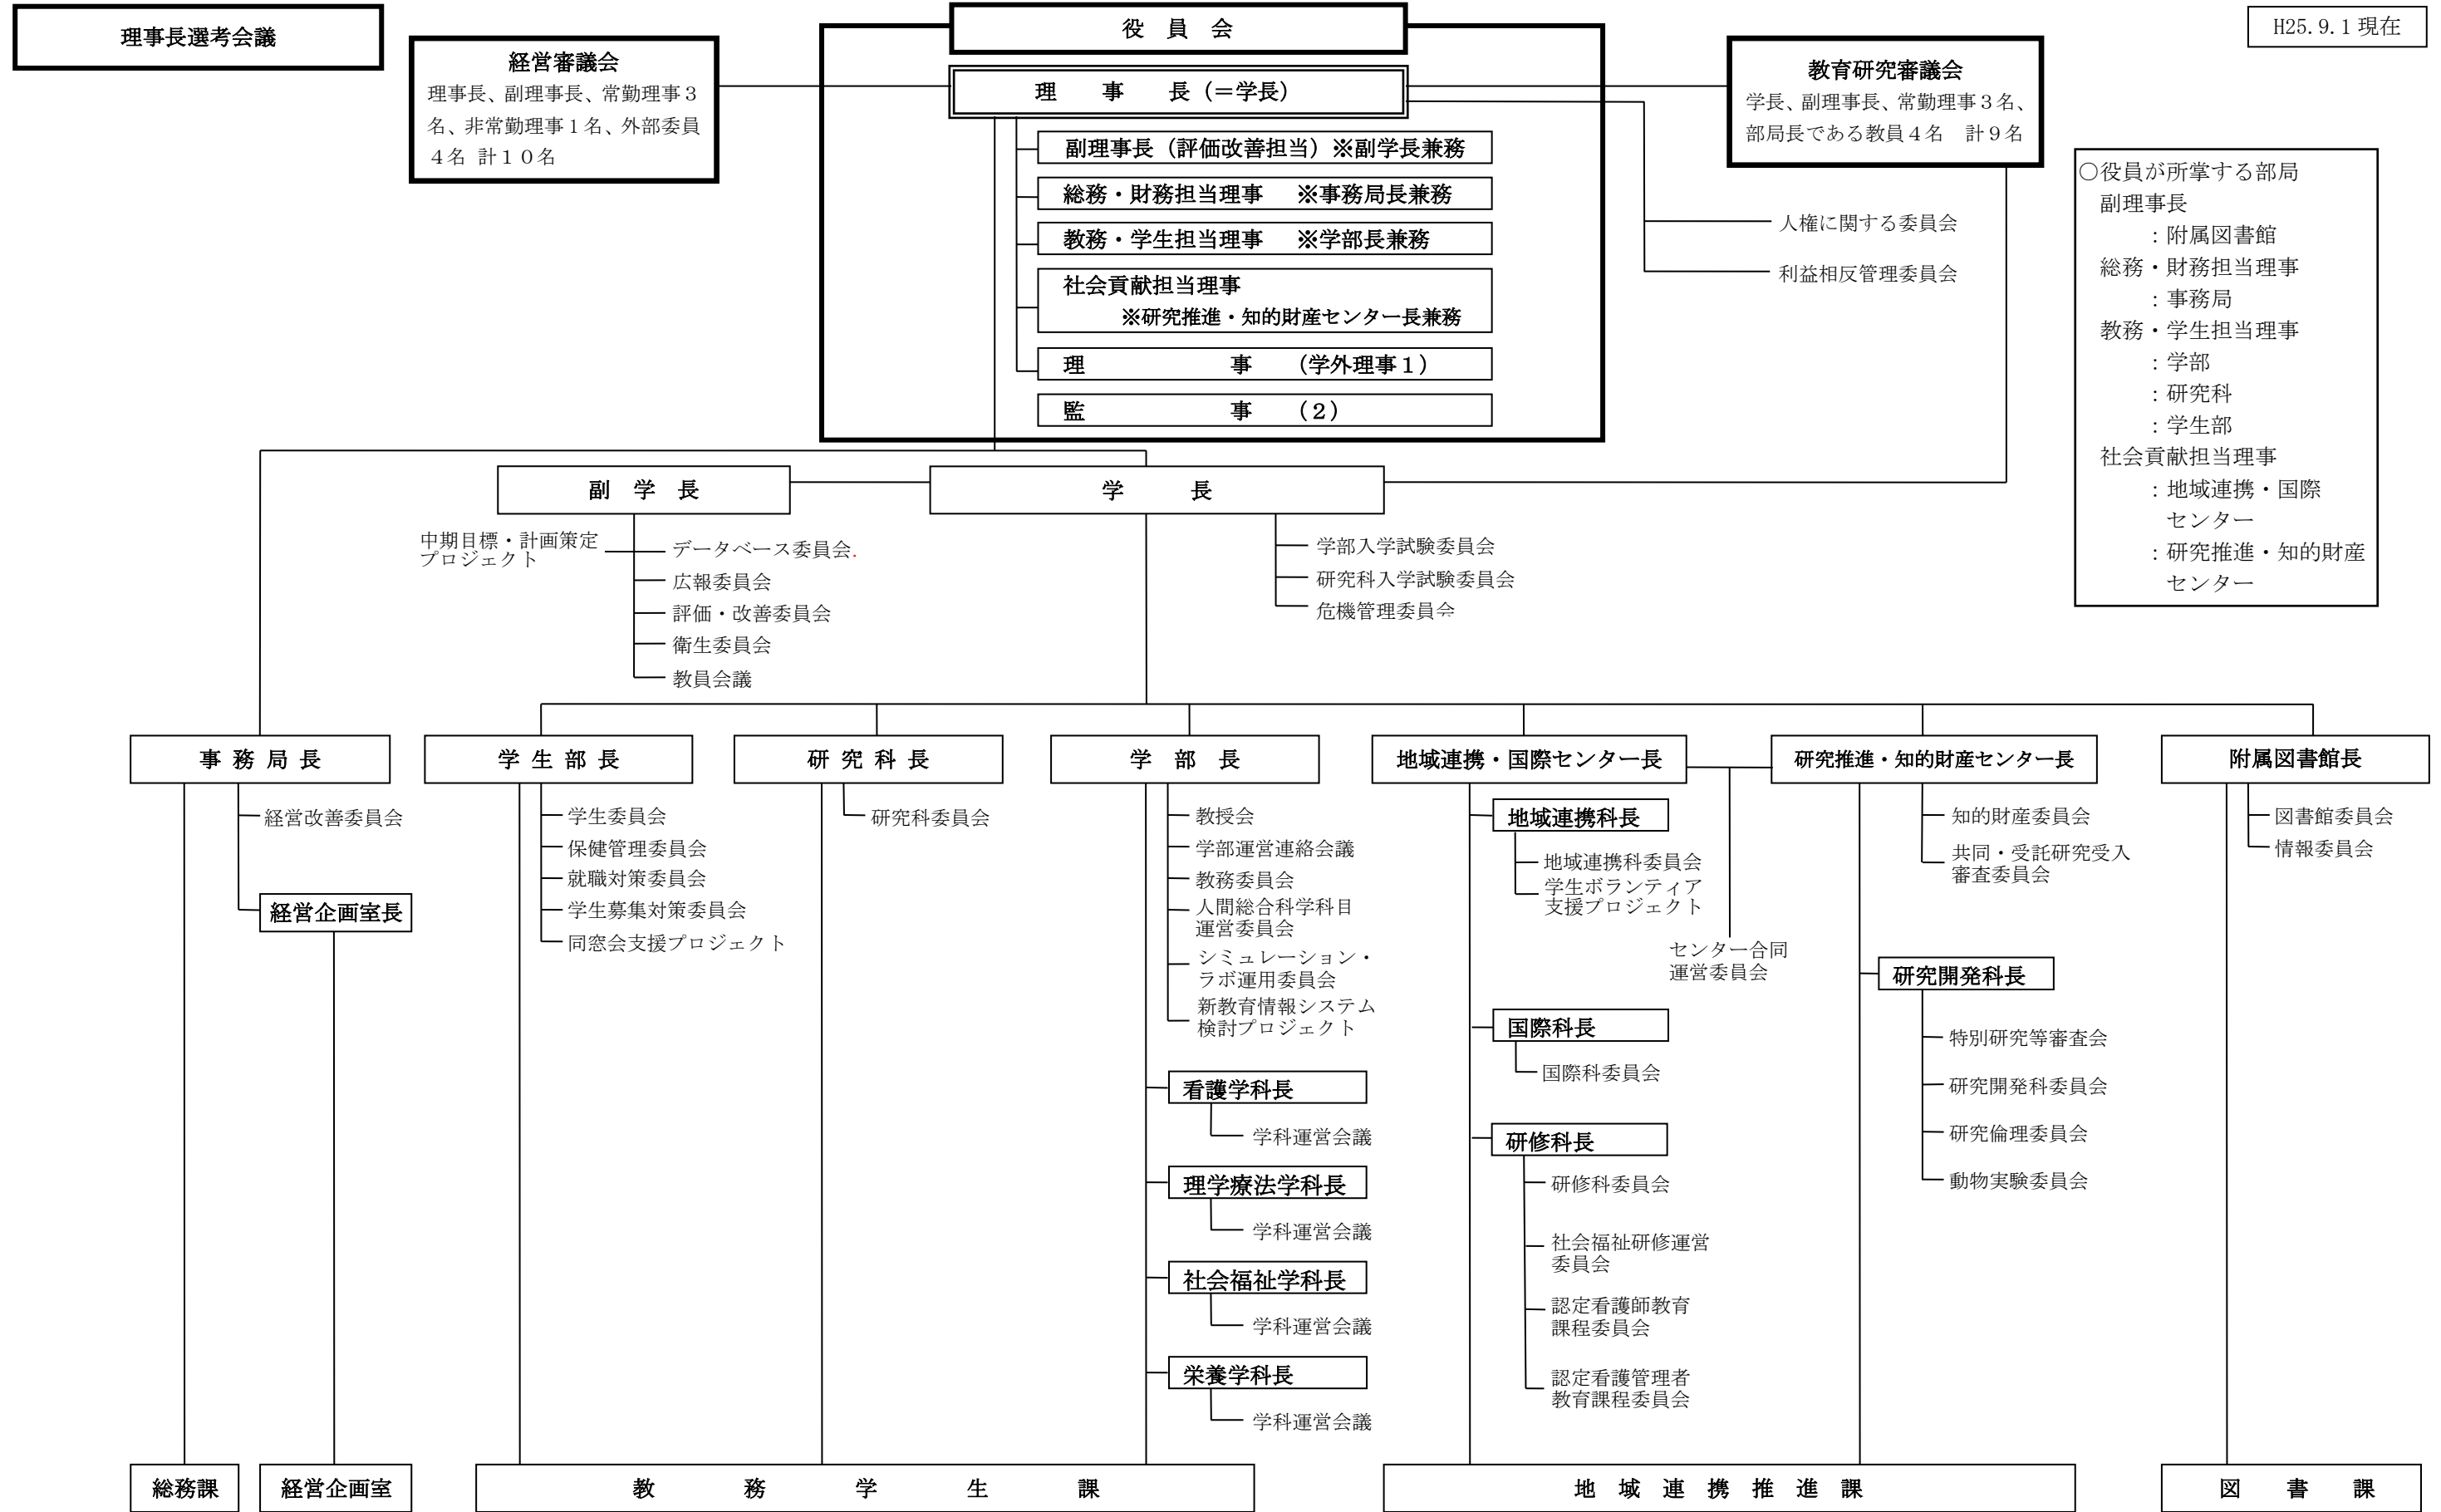 理事長選考会議
役　員　会
H25.9.1現在
経営審議会
理事長、副理事長、常勤理事３
名、非常勤理事１名、外部委員
４名 計１０名
理　　事　　長（＝学長）
副理事長（評価改善担当）※副学長兼務
総務・財務担当理事　※事務局長兼務
教務・学生担当理事　※学部長兼務
社会貢献担当理事
※研究推進・知的財産センター長兼務
理　　　　　　事　　（学外理事１）
監　　　　　　事　　（２）
教育研究審議会
学長、副理事長、常勤理事３名、
部局長である教員４名　計９名
人権に関する委員会
利益相反管理委員会
○役員が所掌する部局
副理事長
：附属図書館
総務・財務担当理事
：事務局
教務・学生担当理事
：学部
：研究科
：学生部
社会貢献担当理事
：地域連携・国際
センター
：研究推進・知的財産
センター
副　学　長
学　　　長
中期目標・計画策定
プロジェクト
データベース委員会.
広報委員会
評価・改善委員会
衛生委員会
教員会議
学部入学試験委員会
研究科入学試験委員会
危機管理委員会
事 務 局 長
経営改善委員会
経営企画室長
学 生 部 長
学生委員会
保健管理委員会
就職対策委員会
学生募集対策委員会
同窓会支援プロジェクト
研 究 科 長
研究科委員会
学　部　長
教授会
学部運営連絡会議
教務委員会
人間総合科学科目
運営委員会
シミュレーション・
ラボ運用委員会
新教育情報システム
検討プロジェクト
看護学科長
学科運営会議
理学療法学科長
学科運営会議
社会福祉学科長
学科運営会議
栄養学科長
学科運営会議
地域連携・国際センター長
地域連携科長
地域連携科委員会
学生ボランティア
支援プロジェクト
国際科長
国際科委員会
研修科長
研修科委員会
社会福祉研修運営
委員会
認定看護師教育
課程委員会
認定看護管理者
教育課程委員会
センター合同
運営委員会
研究推進・知的財産センター長
知的財産委員会
共同・受託研究受入
審査委員会
研究開発科長
特別研究等審査会
研究開発科委員会
研究倫理委員会
動物実験委員会
附属図書館長
図書館委員会
情報委員会
総務課
経営企画室
教　　務　　学　　生　　課
地　域　連　携　推　進　課
図　　書　　課